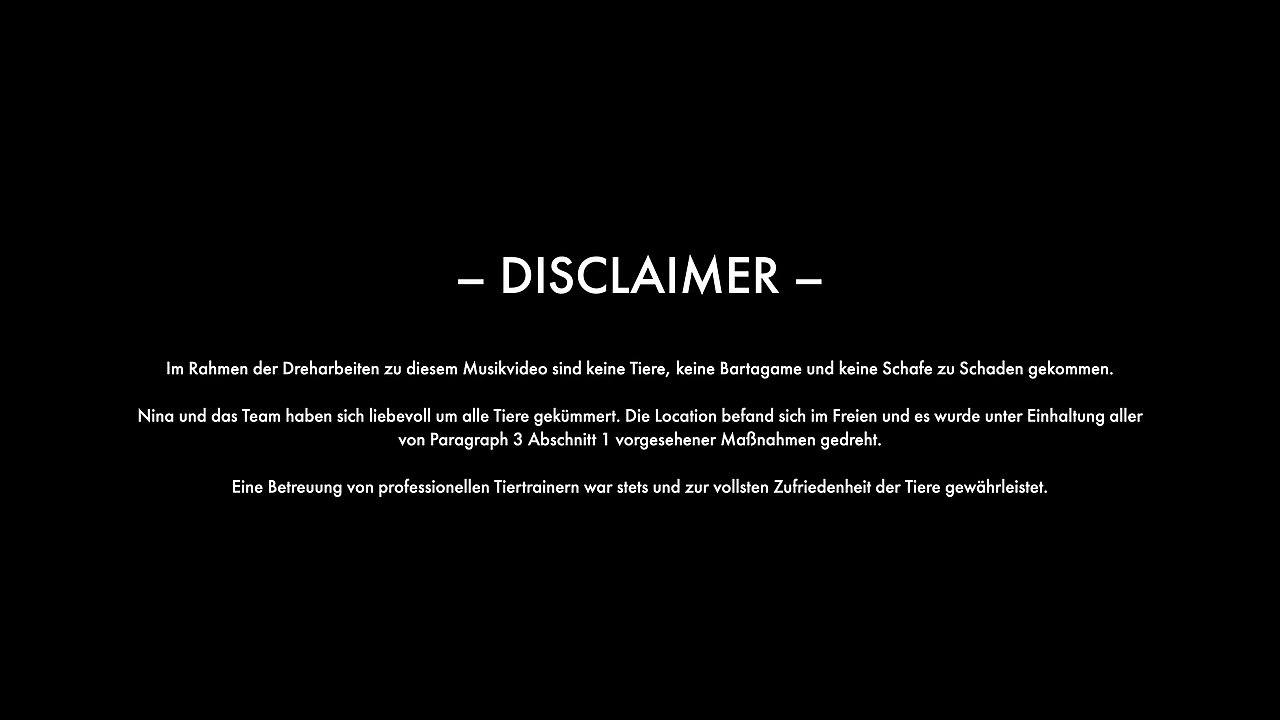 – DISCLAIMER –
Im Rahmen der Dreharbeiten zu diesem Musikvideo sind keine Tiere, keine Bartagame und keine Schafe zu Schaden gekommen.
Nina und das Team haben sich liebevoll um alle Tiere gekümmert. Die Location befand sich im Freien und es wurde unter Einhaltung aller
von Paragraph 3 Abschnitt 1 vorgesehener Maßnahmen gedreht.
Eine Betreuung von professionellen Tiertrainern war stets und zur vollsten Zufriedenheit der Tiere gewährleistet.